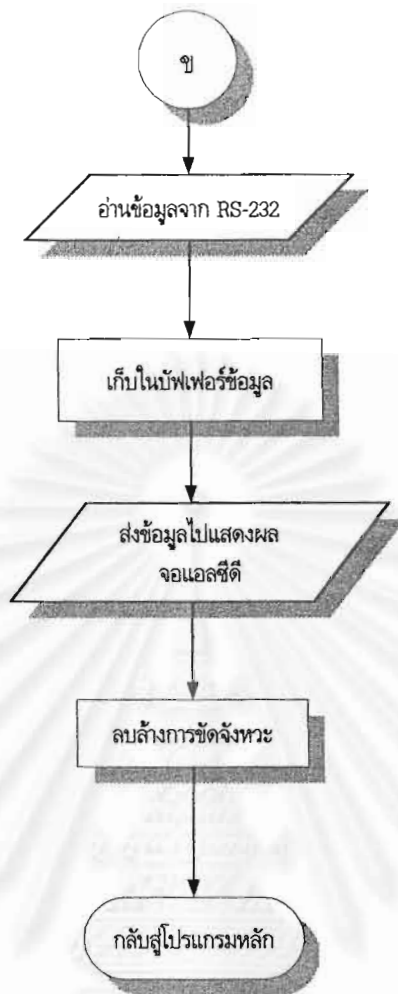 ข
อ่านข้อมูลจาก RS-232
เก็บในบัฟเฟอร์ข้อมูล
ส่งข้อมูลไปแสดงผล
จอแอลซีดี
ลบล้างการขัดจังหวะ
กลับสู่โปรแกรมหลัก